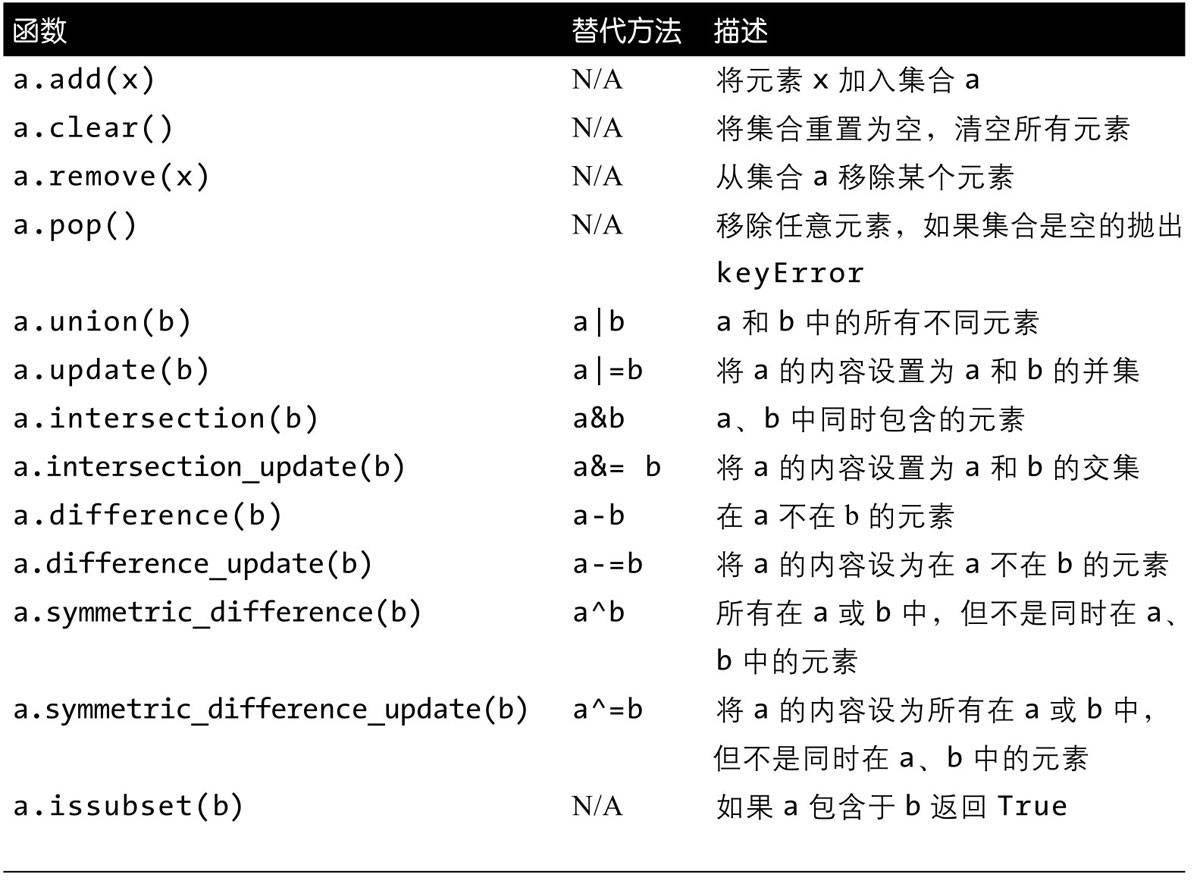 函数 替代方法 描述
a.add(x) N/A 将元素 x 加入集合 a
a.clear() N/A 将集合重置为空，清空所有元素
a.remove(x) N/A 从集合 a 移除某个元素
a.pop() N/A 移除任意元素，如果集合是空的抛出
keyError
a.union(b) a|b a 和 b 中的所有不同元素
a.update(b) a|=b 将 a 的内容设置为 a 和 b 的并集
a.intersection(b) a&b a、b 中同时包含的元素
a.intersection_update(b) a&= b 将 a 的内容设置为 a 和 b 的交集
a.difference(b) a-b 在 a 不在 b 的元素
a.difference_update(b) a-=b 将 a 的内容设为在 a 不在 b 的元素
a.symmetric_difference(b) a^b 所有在 a 或 b 中，但不是同时在 a、
b 中的元素
a.symmetric_difference_update(b) a^=b 将 a 的内容设为所有在 a 或 b 中，
但不是同时在 a、b 中的元素
a.issubset(b) N/A 如果 a 包含于 b 返回 True